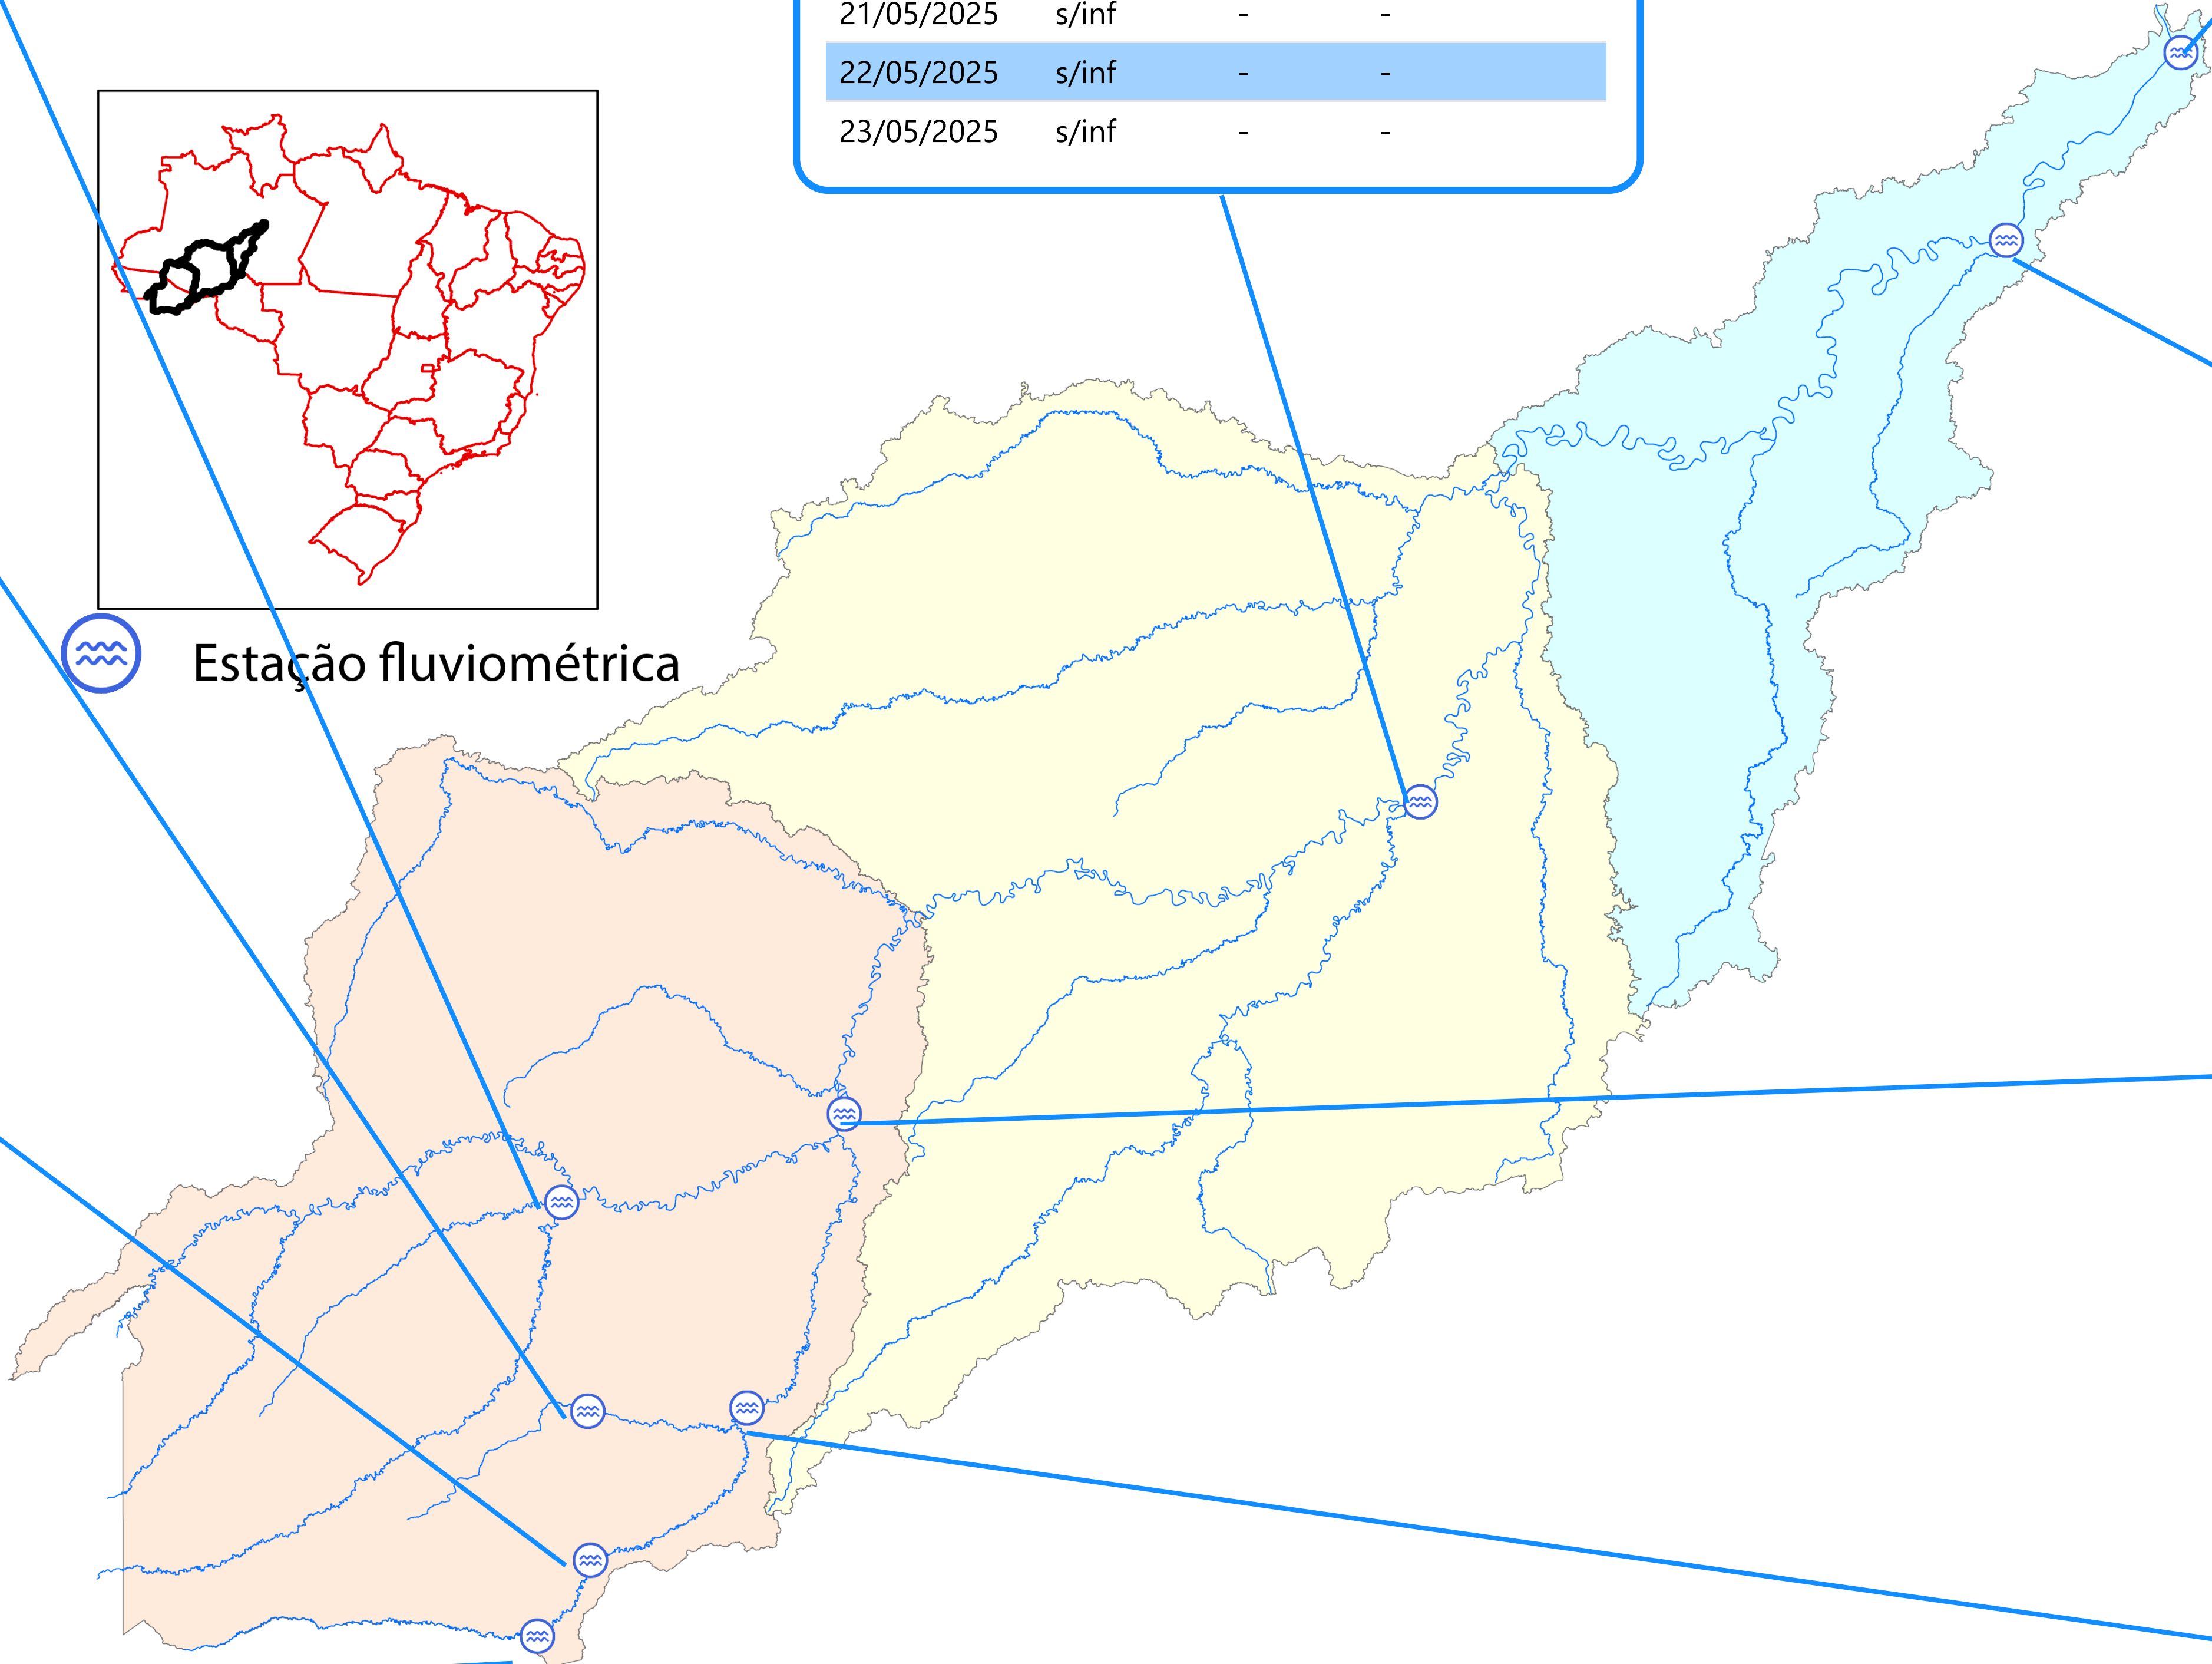 21/05/2025 s/inf - -
22/05/2025 s/inf - -
23/05/2025 s/inf - -
Estação fluviométrica